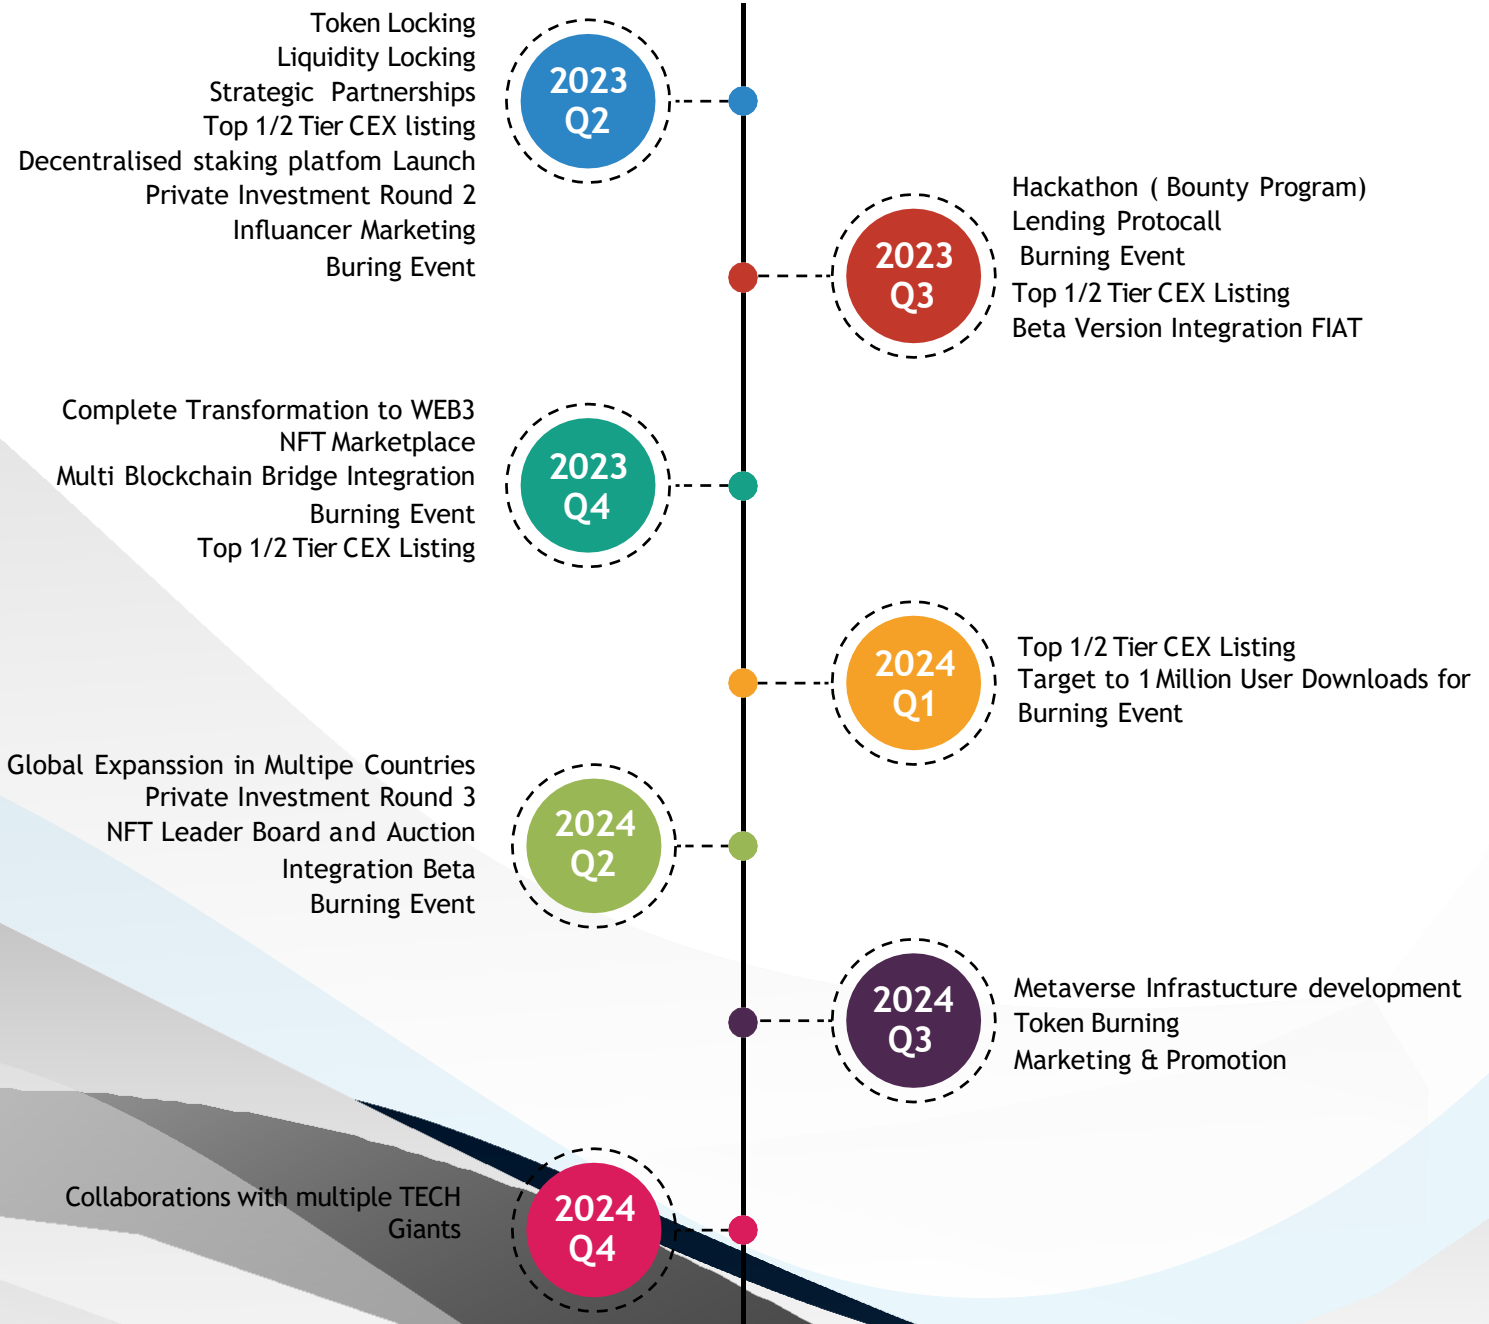 Token Locking
Liquidity Locking
Strategic Partnerships
Top 1/2 Tier CEX listing
Decentralised staking platfom Launch
Private Investment Round 2
Influancer Marketing
Buring Event
2023
Q2
2023
Q3
Hackathon ( Bounty Program)
Lending Protocall
Burning Event
Top 1/2 Tier CEX Listing
Beta Version Integration FIAT
Complete Transformation to WEB3
NFT Marketplace
Multi Blockchain Bridge Integration
Burning Event
Top 1/2 Tier CEX Listing
2023
Q4
2024
Q1
Top 1/2 Tier CEX Listing
Target to 1 Million User Downloads for
Burning Event
Global Expanssion in Multipe Countries
Private Investment Round 3
NFT Leader Board and Auction
Integration Beta
Burning Event
2024
Q2
2024
Q3
Metaverse Infrastucture development
Token Burning
Marketing & Promotion
Collaborations with multiple TECH
Giants
2024
Q4